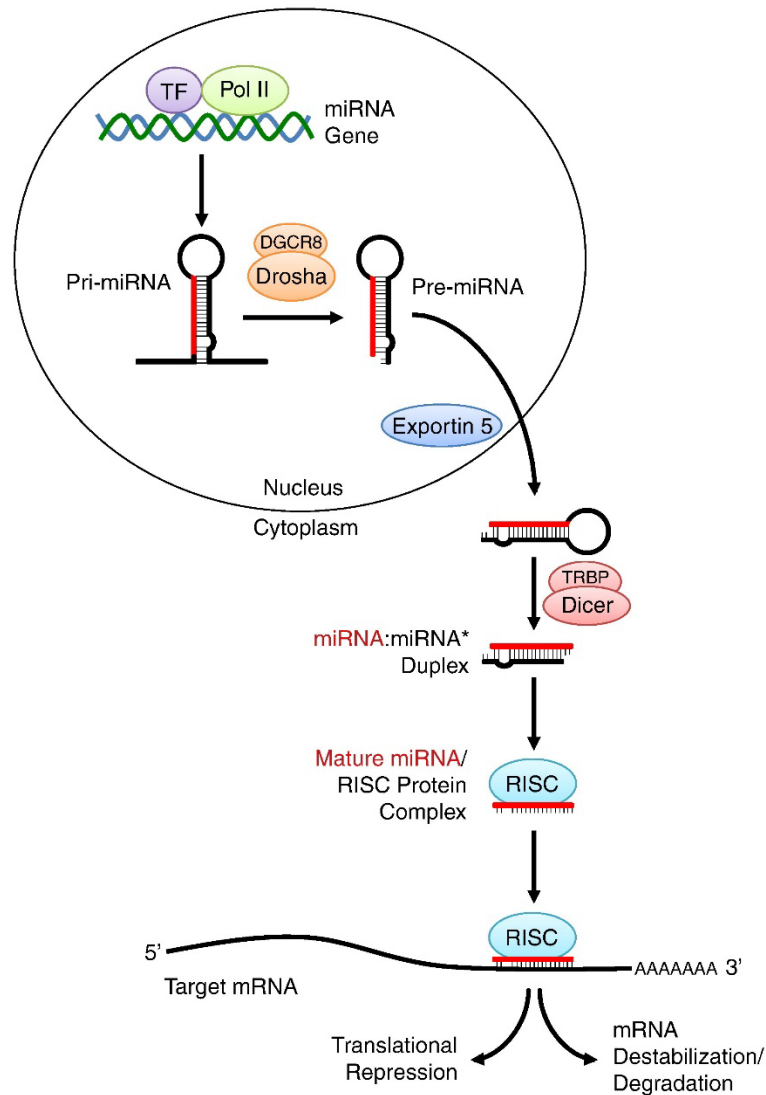 TF
Pol II
miRNA
Gene
DGCR8
Drosha
Pri-miRNA
Pre-miRNA
Exportin 5
Nucleus
Cytoplasm
TRBP
Dicer
miRNA:miRNA*
Duplex
Mature miRNA/
RISC Protein
Complex
RISC
RISC
5’
AAAAAAA 3’
Target mRNA
Translational
Repression
mRNA
Destabilization/
Degradation